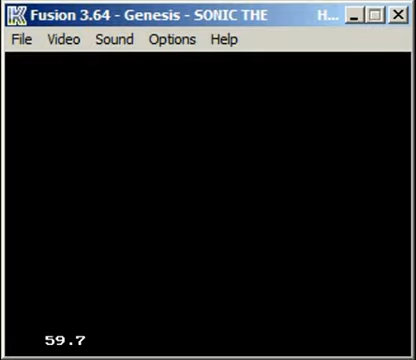 Fusion 3.64 - Genesis - SONIC THE H...
File Video Sound Options Help
59.7